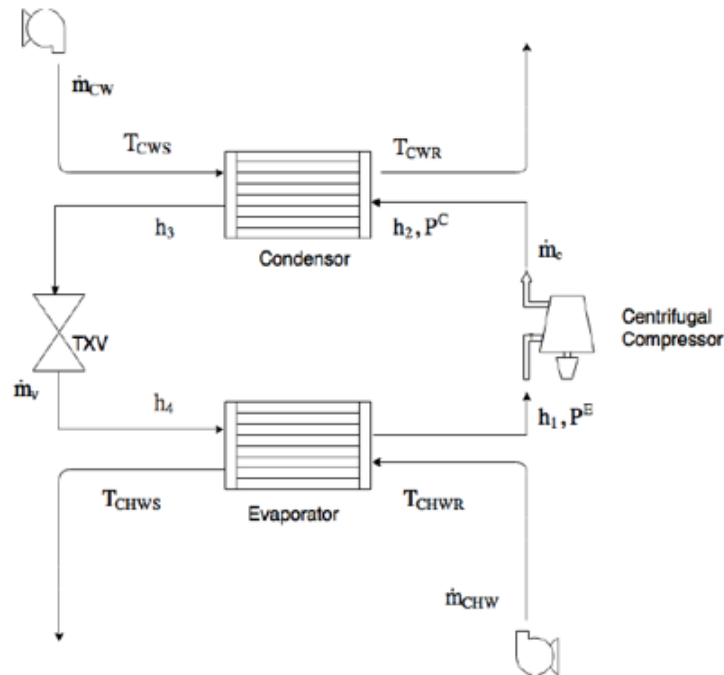 ṁCW
TCWS
TCWR
h3
h2, PC
Condensor
ṁc
Centrifugal
Compressor
TXV
ṁv
h4
h1, PE
TCHWS
Evaporator
TCHWR
ṁCHW